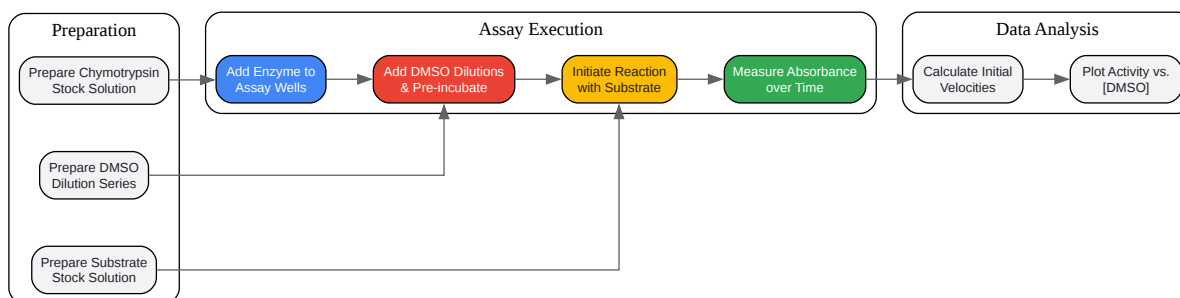 Preparation
Prepare Chymotrypsin
Stock Solution
Prepare DMSO
Dilution Series
Prepare Substrate
Stock Solution
Assay Execution
Add Enzyme to
Assay Wells
Add DMSO Dilutions
& Pre-incubate
Initiate Reaction
with Substrate
Measure Absorbance
over Time
Data Analysis
Calculate Initial
Velocities
Plot Activity vs.
[DMSO]